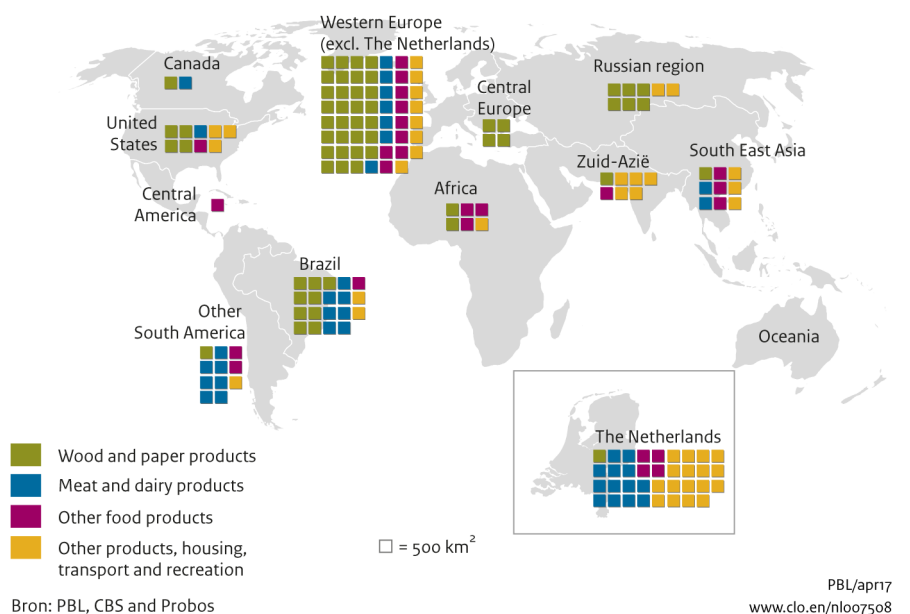 Western Europe
(excl. The Netherlands)
Canada
Russian region
Central
Europe
United
States
South East Asia
Zuid-Azië
Central
America
Africa
Brazil
Other
South America
Oceania
The Netherlands
Wood and paper products
Meat and dairy products
Other food products
Other products, housing,
transport and recreation
= 500 km²
PBL/apr17
Bron: PBL, CBS and Probos
www.clo.en/nl007508